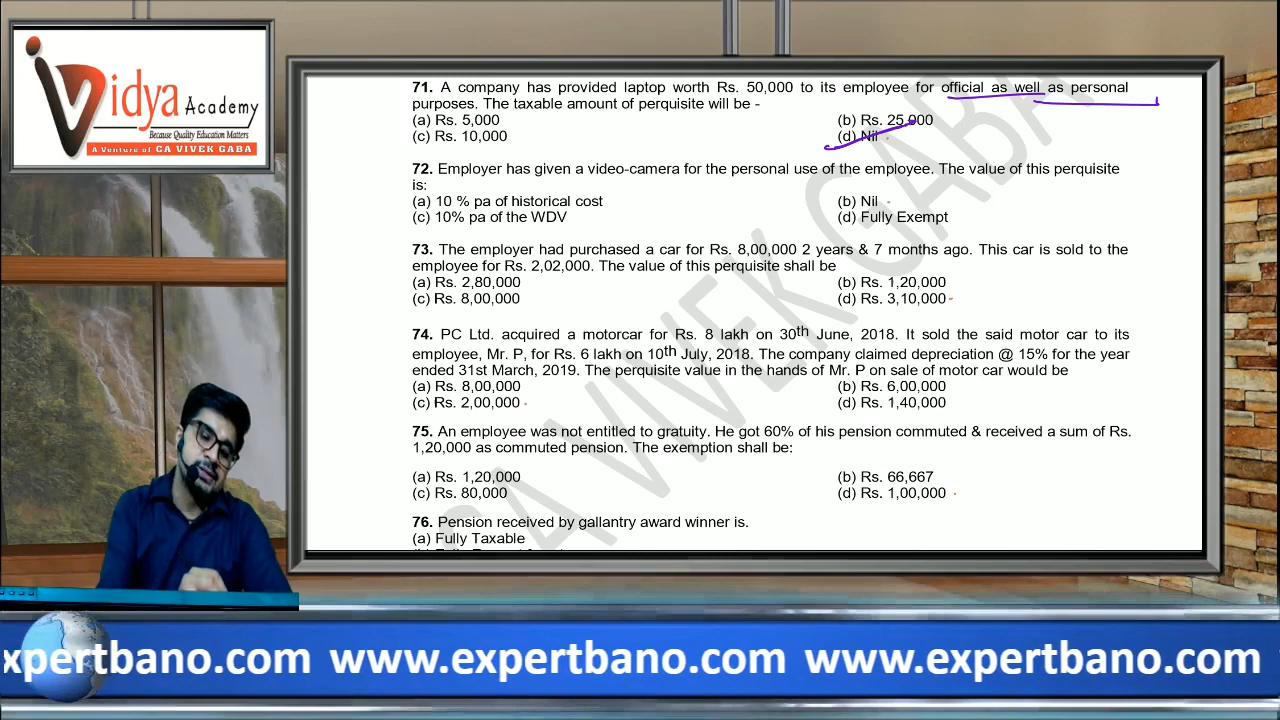 Vidya Academy
Because Quality Education Matters
A Venture of CA VIVEK GABA
71. A company has provided laptop worth Rs. 50,000 to its employee for official as well as personal
purposes. The taxable amount of perquisite will be -
(a) Rs. 5,000 (b) Rs. 25,000
(c) Rs. 10,000 (d) Nil
72. Employer has given a video-camera for the personal use of the employee. The value of this perquisite
is:
(a) 10 % pa of historical cost (b) Nil
(c) 10% pa of the WDV (d) Fully Exempt
73. The employer had purchased a car for Rs. 8,00,000 2 years & 7 months ago. This car is sold to the
employee for Rs. 2,02,000. The value of this perquisite shall be
(a) Rs. 2,80,000 (b) Rs. 1,20,000
(c) Rs. 8,00,000 (d) Rs. 3,10,000
74. PC Ltd. acquired a motorcar for Rs. 8 lakh on 30th June, 2018. It sold the said motor car to its
employee, Mr. P, for Rs. 6 lakh on 10th July, 2018. The company claimed depreciation @ 15% for the year
ended 31st March, 2019. The perquisite value in the hands of Mr. P on sale of motor car would be
(a) Rs. 8,00,000 (b) Rs. 6,00,000
(c) Rs. 2,00,000 (d) Rs. 1,40,000
75. An employee was not entitled to gratuity. He got 60% of his pension commuted & received a sum of Rs.
1,20,000 as commuted pension. The exemption shall be:
(a) Rs. 1,20,000 (b) Rs. 66,667
(c) Rs. 80,000 (d) Rs. 1,00,000
76. Pension received by gallantry award winner is.
(a) Fully Taxable
CA VIVEK GABA
xpertbano.com www.expertbano.com www.expertbano.com